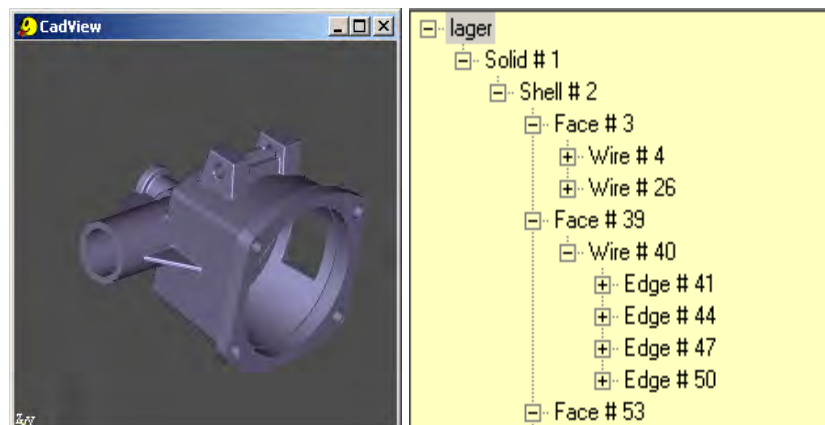 CadView
lager
Solid # 1
Shell # 2
Face # 3
Wire # 4
Wire # 26
Face # 39
Wire # 40
Edge # 41
Edge # 44
Edge # 47
Edge # 50
Face # 53